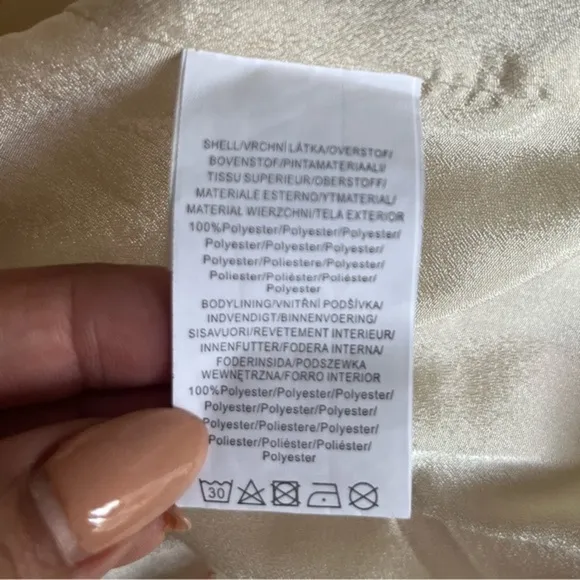 SHELL/VRCHNÍ LÁTKA/OVERSTOF/
BOVENSTOF/PINTAMATERIAALI/
TISSU SUPERIEUR/OBERSTOFF/
MATERIALE ESTERNO/YTMATERIAL/
MATERIAL WIERZCHNI/TELA EXTERIOR
100%Polyester/Polyester/Polyester/
Polyester/Polyester/Polyester/
Polyester/Poliestere/Polyester/
Poliester/Poliéster/Poliester/
Polyester
BODYLINING/VNITŘNÍ PODŠÍVKA/
INDVENDIGT/BINNENVOERING/
SISAVUORI/REVETEMENT INTERIEUR/
INNENFUTTER/FODERA INTERNA/
FODERINSIDA/PODSZEWKA
WEWNĘTRZNA/FORRO INTERIOR
100%Polyester/Polyester/Polyester/
Polyester/Polyester/Polyester/
Polyester/Poliestere/Polyester/
Poliester/Poliéster/Poliéster/
Polyester
30